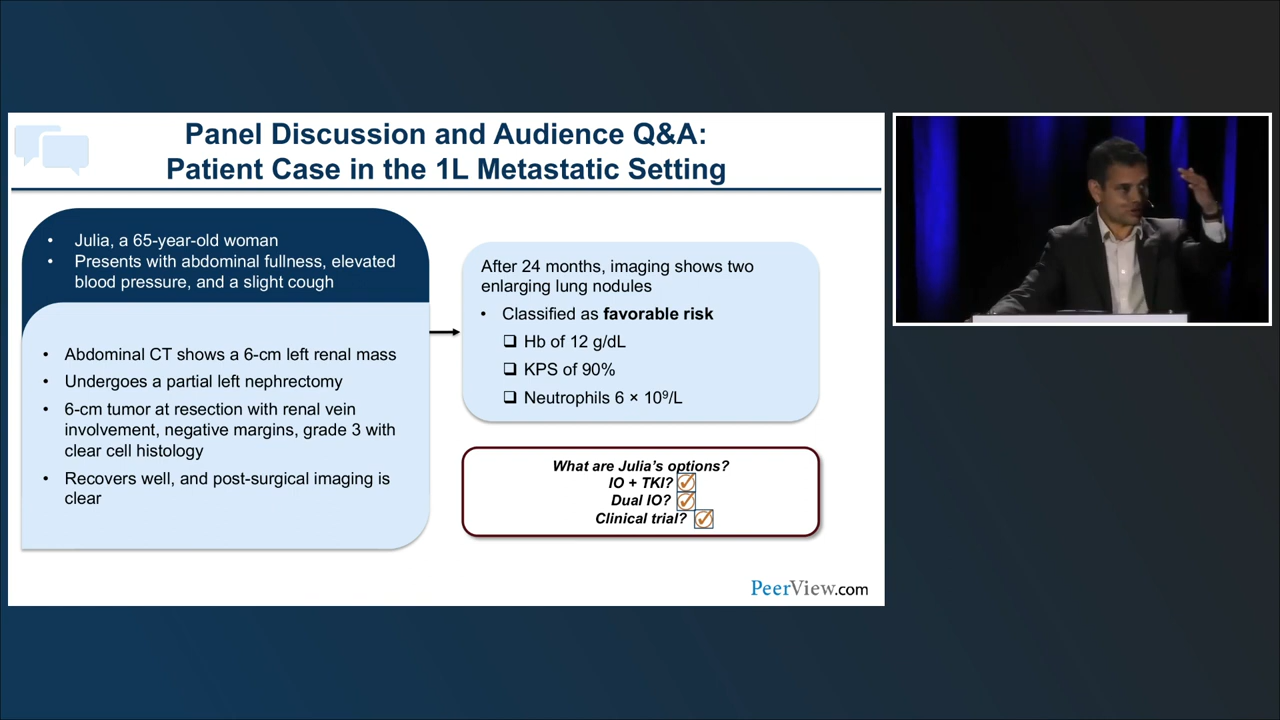 Panel Discussion and Audience Q&A:
Patient Case in the 1L Metastatic Setting
• Julia, a 65-year-old woman
• Presents with abdominal fullness, elevated
blood pressure, and a slight cough
• Abdominal CT shows a 6-cm left renal mass
• Undergoes a partial left nephrectomy
• 6-cm tumor at resection with renal vein
involvement, negative margins, grade 3 with
clear cell histology
• Recovers well, and post-surgical imaging is
clear
After 24 months, imaging shows two
enlarging lung nodules
• Classified as favorable risk
❑ Hb of 12 g/dL
❑ KPS of 90%
❑ Neutrophils 6 × 10⁹/L
What are Julia’s options?
IO + TKI? ☑
Dual IO? ☑
Clinical trial? ☑
PeerView.com